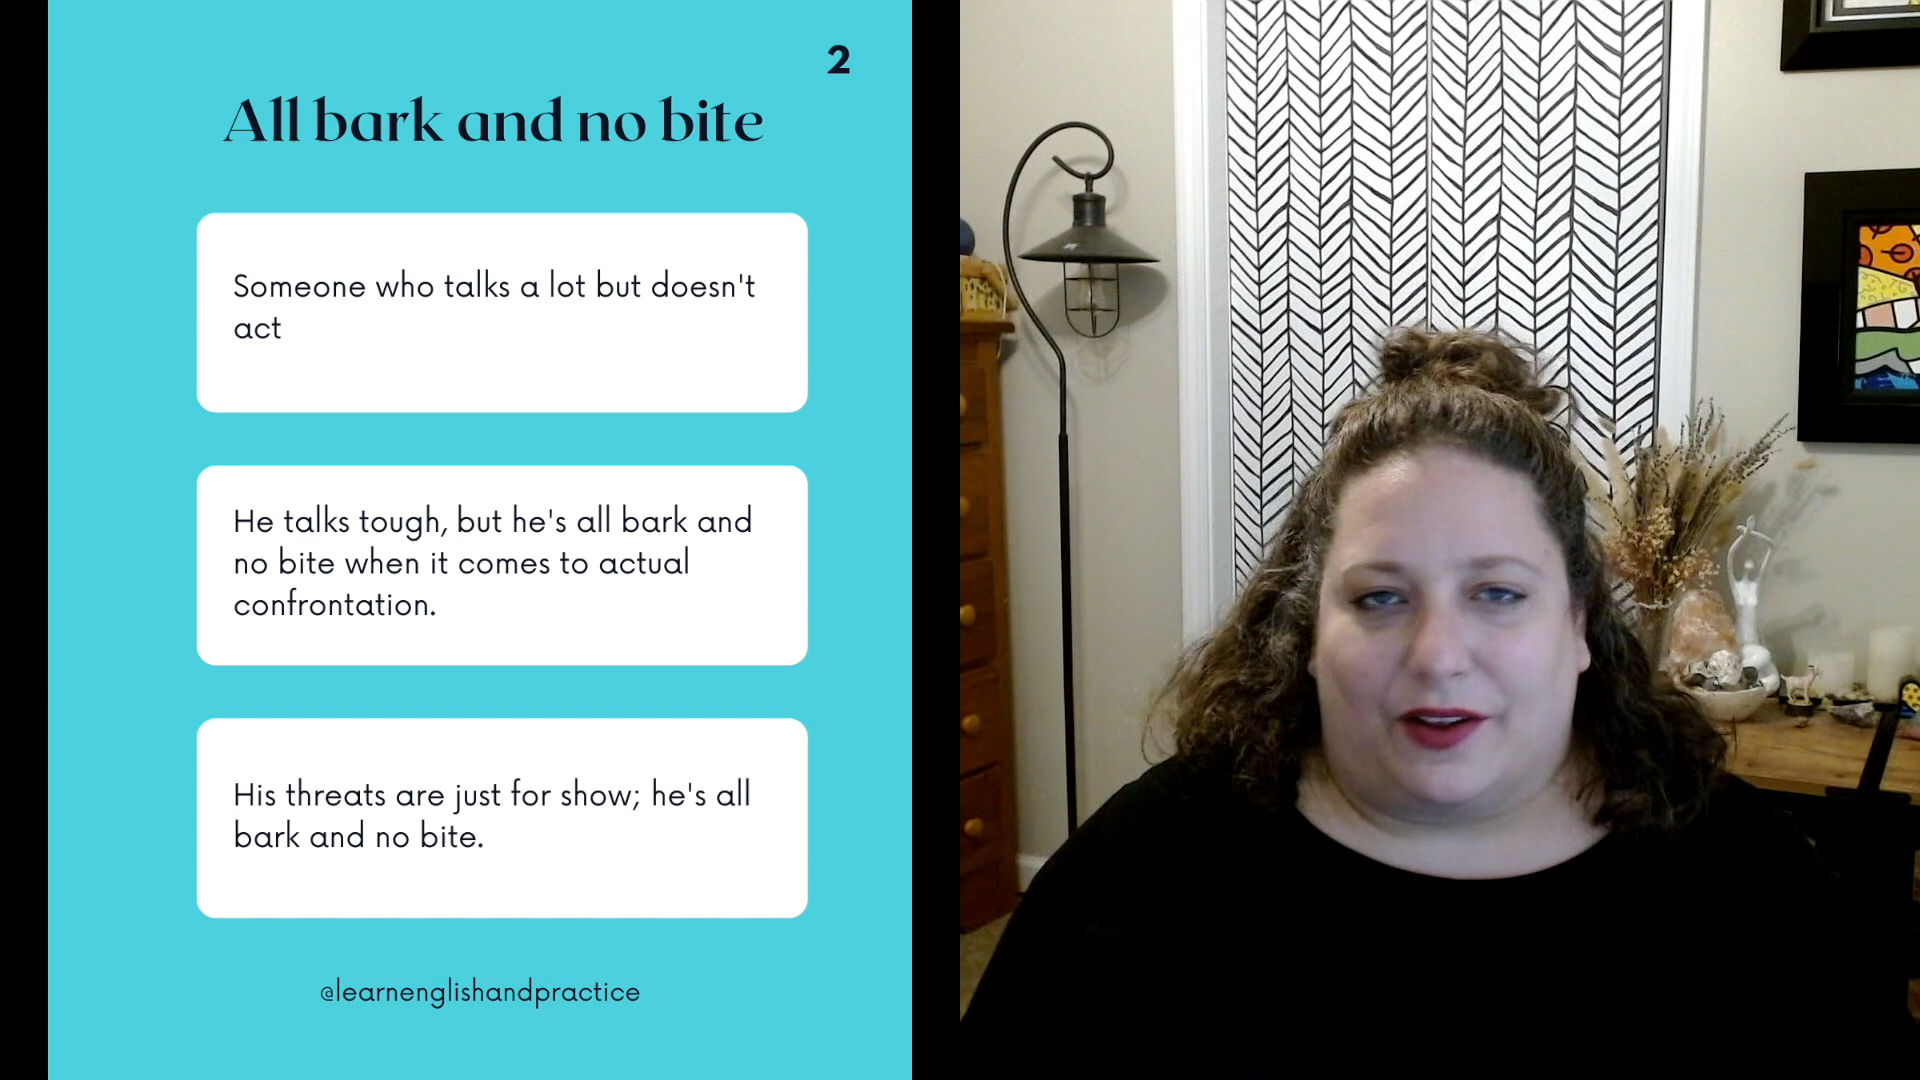 2
All bark and no bite
Someone who talks a lot but doesn't
act
He talks tough, but he's all bark and
no bite when it comes to actual
confrontation.
His threats are just for show; he's all
bark and no bite.
@learnenglishandpractice